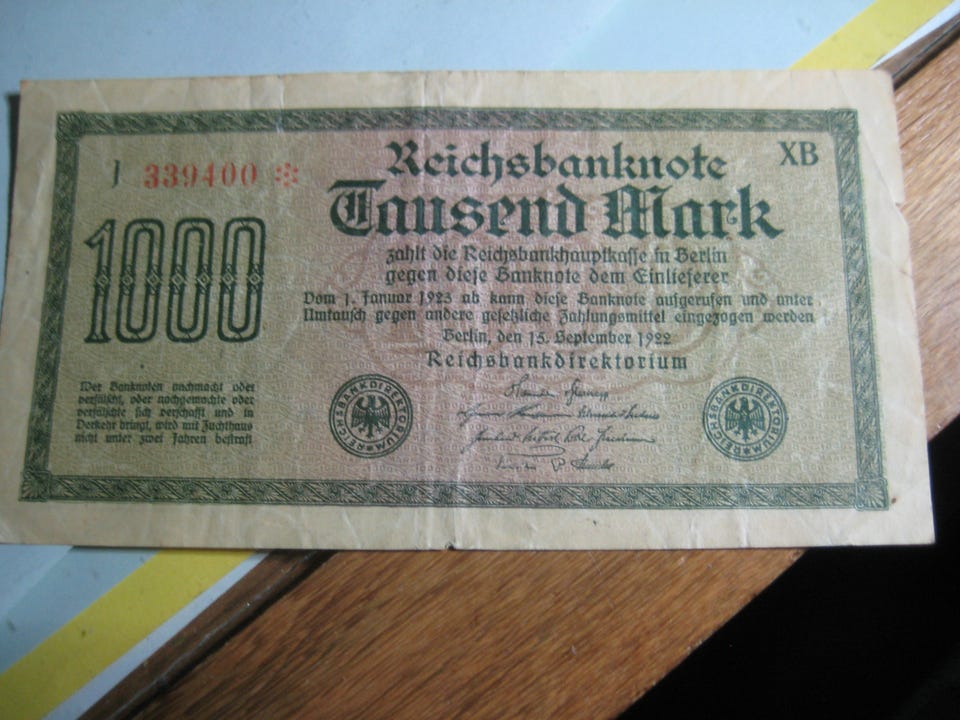 J 339400 *
Reichsbanknote
XB
Tausend Mark
1000
zahlt die Reichsbankhauptkasse in Berlin
gegen diese Banknote dem Einlieferer
Vom 1. Januar 1923 ab kann diese Banknote aufgerufen und unter
Umtausch gegen andere gesetzliche Zahlungsmittel eingezogen werden
Berlin, den 15. September 1922
Reichsbankdirektorium
Wer Banknoten nachmacht oder
verfälscht, oder nachgemachte oder
verfälschte sich verschafft und in
Verkehr bringt, wird mit Zuchthaus
nicht unter zwei Jahren bestraft
REICHSBANKDIREKTORIUM
REICHSBANKDIREKTORIUM